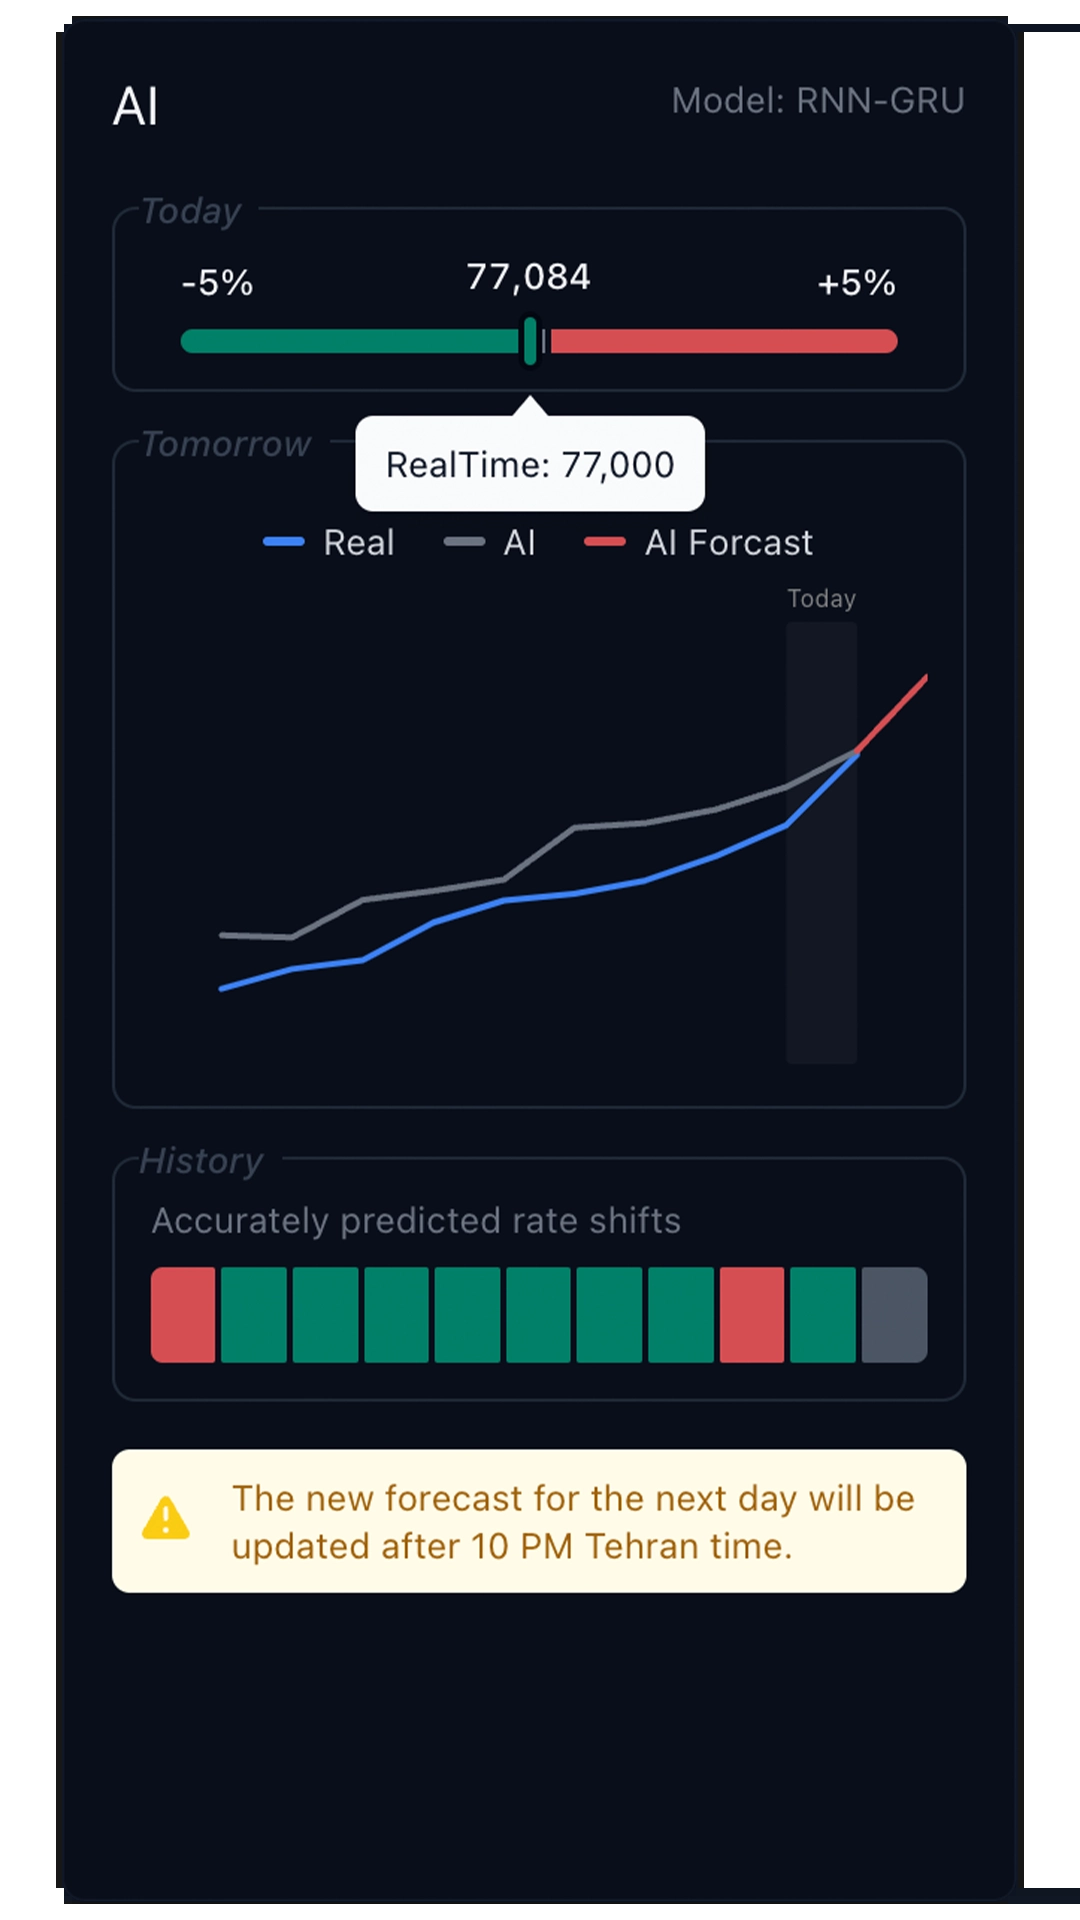 AI
Model: RNN-GRU
Today
-5%
77,084
+5%
RealTime: 77,000
Tomorrow
Real
AI
AI Forcast
Today
History
Accurately predicted rate shifts
The new forecast for the next day will be
updated after 10 PM Tehran time.